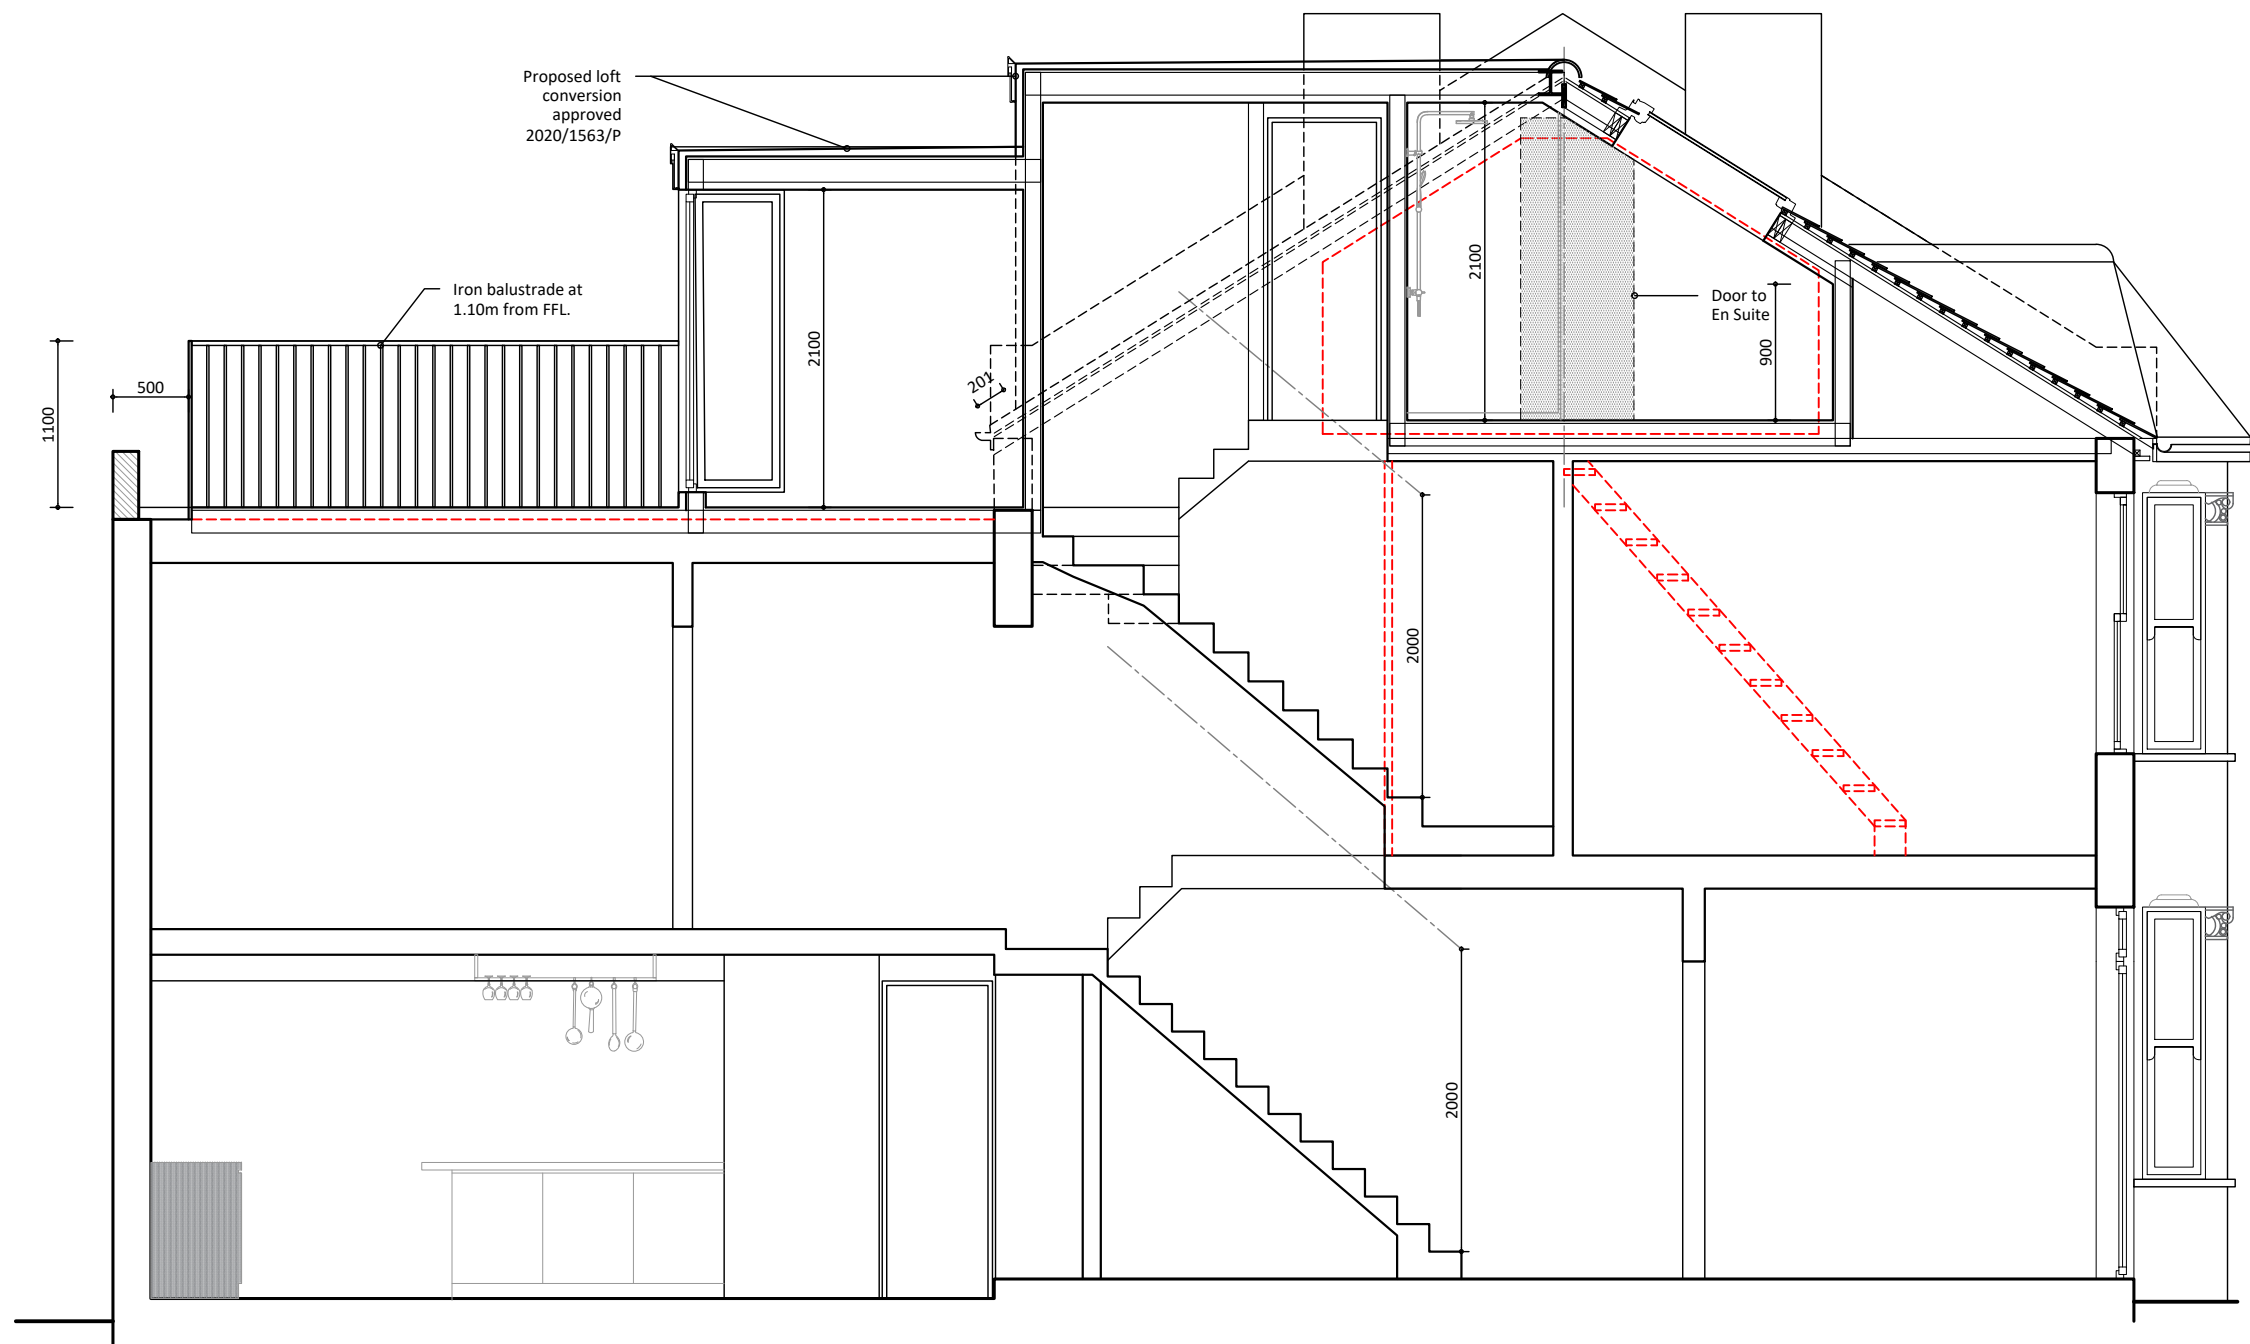 Proposed loft
conversion
approved
2020/1563/P
Iron balustrade at
1.10m from FFL.
500
1100
2100
201
2100
Door to
En Suite
900
2000
2000